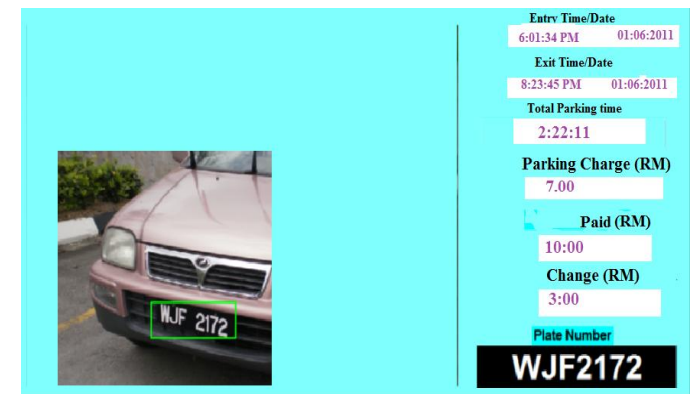 Entry Time/Date
6:01:34 PM 01:06:2011
Exit Time/Date
8:23:45 PM 01:06:2011
Total Parking time
2:22:11
Parking Charge (RM)
7.00
Paid (RM)
10:00
Change (RM)
3:00
Plate Number
WJF2172
WJF 2172